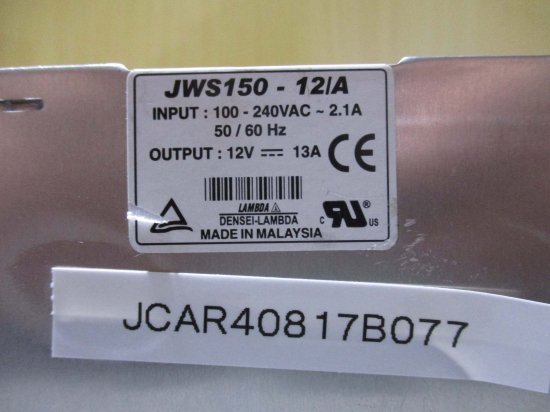 JWS150 - 12/A
INPUT : 100 - 240VAC ~ 2.1A
50 / 60 Hz
OUTPUT : 12V ⎓ 13A
CE
LAMBDA
DENSEI-LAMBDA
MADE IN MALAYSIA
c RU US ®
JCAR40817B077